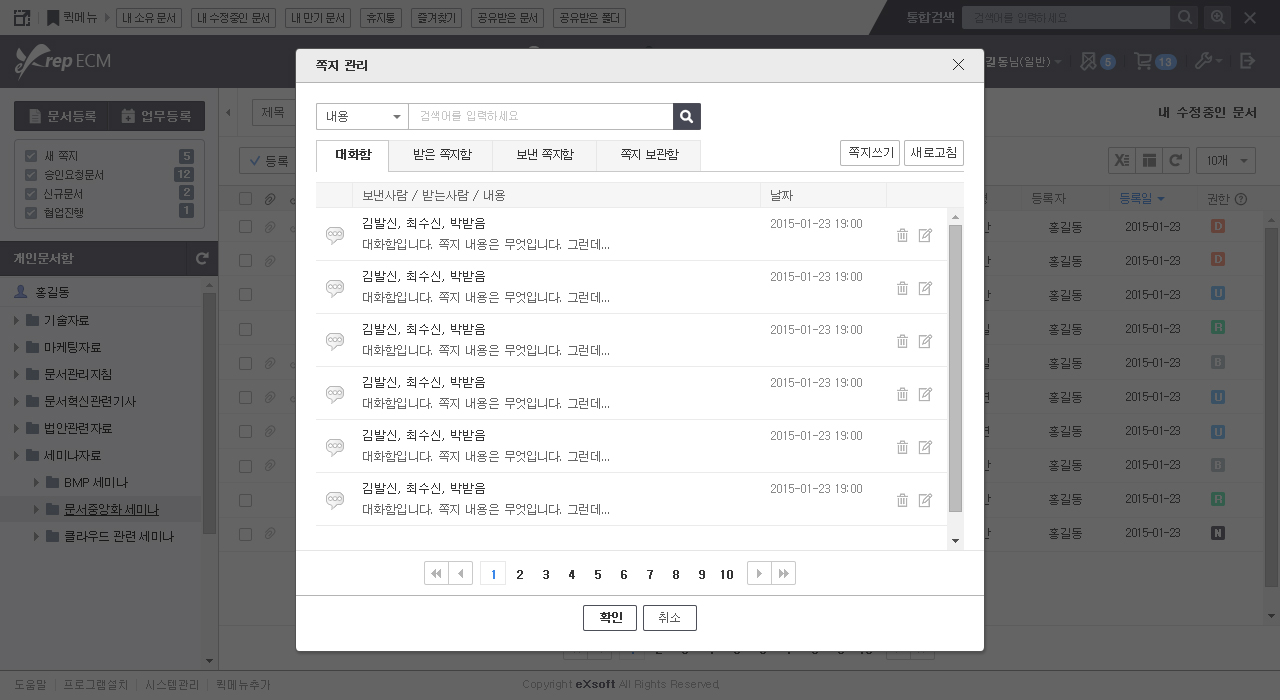 퀵메뉴 내 소유 문서 내 수정중인 문서 내 만기 문서 휴지통 즐겨찾기 공유받은 문서 공유받은 폴더 통합검색 검색어를 입력하세요
eXrep ECM 길동님(일반) 5 13
문서등록 업무등록 제목 내 수정중인 문서
새 쪽지 5
승인요청문서 12
신규문서 2
협업진행 1
등록 10개
등록자 등록일 권한
개인문서함
홍길동
기술자료
마케팅자료
문서관리지침
문서혁신관련기사
법안관련자료
세미나자료
BMP 세미나
문서중앙화 세미나
클라우드 관련 세미나
쪽지 관리
내용 검색어를 입력하세요
대화함 받은 쪽지함 보낸 쪽지함 쪽지 보관함 쪽지쓰기 새로고침
보낸사람 / 받는사람 / 내용 날짜
김발신, 최수신, 박받음 2015-01-23 19:00
대화함입니다. 쪽지 내용은 무엇입니다. 그런데...
김발신, 최수신, 박받음 2015-01-23 19:00
대화함입니다. 쪽지 내용은 무엇입니다. 그런데...
김발신, 최수신, 박받음 2015-01-23 19:00
대화함입니다. 쪽지 내용은 무엇입니다. 그런데...
김발신, 최수신, 박받음 2015-01-23 19:00
대화함입니다. 쪽지 내용은 무엇입니다. 그런데...
김발신, 최수신, 박받음 2015-01-23 19:00
대화함입니다. 쪽지 내용은 무엇입니다. 그런데...
김발신, 최수신, 박받음 2015-01-23 19:00
대화함입니다. 쪽지 내용은 무엇입니다. 그런데...
1 2 3 4 5 6 7 8 9 10
확인 취소
홍길동 2015-01-23 D
홍길동 2015-01-23 D
홍길동 2015-01-23 U
홍길동 2015-01-23 R
홍길동 2015-01-23 B
홍길동 2015-01-23 U
홍길동 2015-01-23 U
홍길동 2015-01-23 B
홍길동 2015-01-23 R
홍길동 2015-01-23 N
도움말 프로그램설치 시스템관리 퀵메뉴추가 Copyright eXsoft All Rights Reserved.